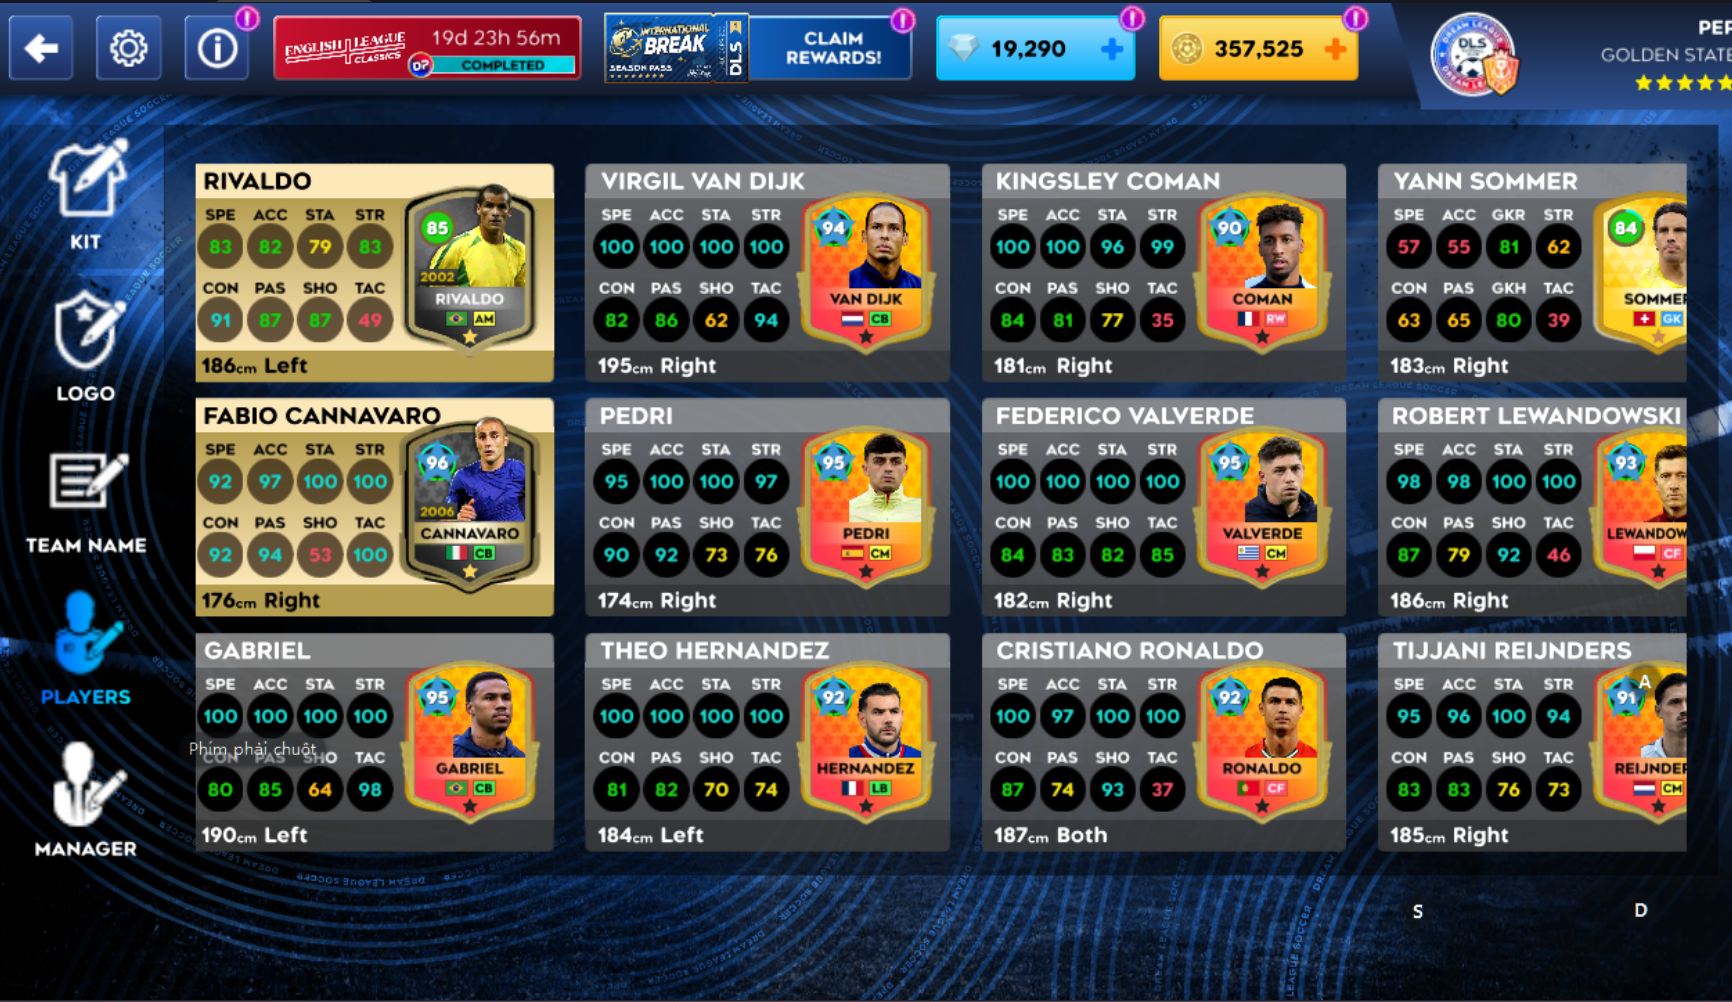 ENGLISH LEAGUE
CLASSICS
19d 23h 56m
DP
COMPLETED
INTERNATIONAL
BREAK
SEASON PASS
DLS
CLAIM
REWARDS!
19,290
357,525
DLS
PEP
GOLDEN STATE
KIT
LOGO
TEAM NAME
PLAYERS
MANAGER
RIVALDO
SPE ACC STA STR
83 82 79 83
CON PAS SHO TAC
91 87 87 49
186cm Left
85
2002
RIVALDO
AM
VIRGIL VAN DIJK
SPE ACC STA STR
100 100 100 100
CON PAS SHO TAC
82 86 62 94
195cm Right
94
VAN DIJK
CB
KINGSLEY COMAN
SPE ACC STA STR
100 100 96 99
CON PAS SHO TAC
84 81 77 35
181cm Right
90
COMAN
RW
YANN SOMMER
SPE ACC GKR STR
57 55 81 62
CON PAS GKH TAC
63 65 80 39
183cm Right
84
SOMMER
GK
FABIO CANNAVARO
SPE ACC STA STR
92 97 100 100
CON PAS SHO TAC
92 94 53 100
176cm Right
96
2006
CANNAVARO
CB
PEDRI
SPE ACC STA STR
95 100 100 97
CON PAS SHO TAC
90 92 73 76
174cm Right
95
PEDRI
CM
FEDERICO VALVERDE
SPE ACC STA STR
100 100 100 100
CON PAS SHO TAC
84 83 82 85
182cm Right
95
VALVERDE
CM
ROBERT LEWANDOWSKI
SPE ACC STA STR
98 98 100 100
CON PAS SHO TAC
87 79 92 46
186cm Right
93
LEWANDOW
CF
GABRIEL
SPE ACC STA STR
100 100 100 100
Phím phải chuột
CON PAS SHO TAC
80 85 64 98
190cm Left
95
GABRIEL
CB
THEO HERNANDEZ
SPE ACC STA STR
100 100 100 100
CON PAS SHO TAC
81 82 70 74
184cm Left
92
HERNANDEZ
LB
CRISTIANO RONALDO
SPE ACC STA STR
100 97 100 100
CON PAS SHO TAC
87 74 93 37
187cm Both
92
RONALDO
CF
TIJJANI REIJNDERS
SPE ACC STA STR
95 96 100 94
CON PAS SHO TAC
83 83 76 73
185cm Right
A
91
REIJNDER
CM
S
D